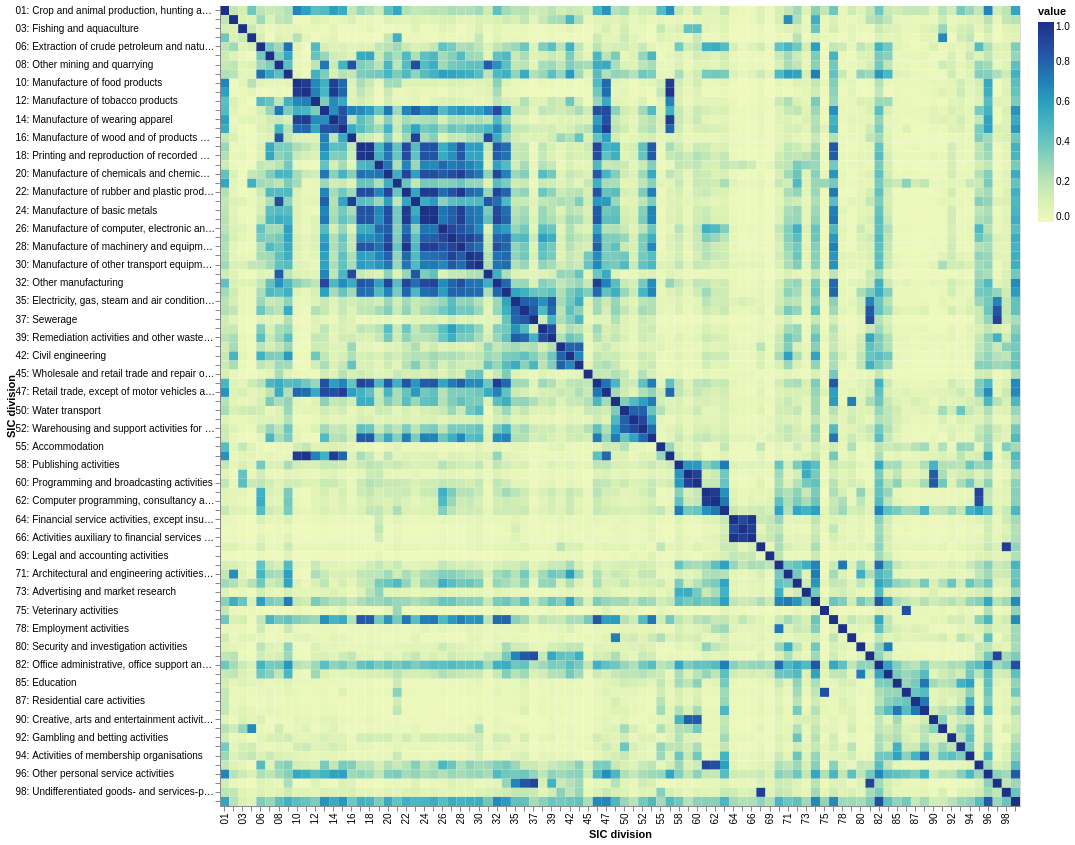 01: Crop and animal production, hunting a…
03: Fishing and aquaculture
06: Extraction of crude petroleum and natu…
08: Other mining and quarrying
10: Manufacture of food products
12: Manufacture of tobacco products
14: Manufacture of wearing apparel
16: Manufacture of wood and of products …
18: Printing and reproduction of recorded …
20: Manufacture of chemicals and chemic…
22: Manufacture of rubber and plastic prod…
24: Manufacture of basic metals
26: Manufacture of computer, electronic an…
28: Manufacture of machinery and equipm…
30: Manufacture of other transport equipm…
32: Other manufacturing
35: Electricity, gas, steam and air condition…
37: Sewerage
39: Remediation activities and other waste…
42: Civil engineering
45: Wholesale and retail trade and repair o…
47: Retail trade, except of motor vehicles a…
50: Water transport
52: Warehousing and support activities for …
55: Accommodation
58: Publishing activities
60: Programming and broadcasting activities
62: Computer programming, consultancy a…
64: Financial service activities, except insu…
66: Activities auxiliary to financial services …
69: Legal and accounting activities
71: Architectural and engineering activities…
73: Advertising and market research
75: Veterinary activities
78: Employment activities
80: Security and investigation activities
82: Office administrative, office support an…
85: Education
87: Residential care activities
90: Creative, arts and entertainment activit…
92: Gambling and betting activities
94: Activities of membership organisations
96: Other personal service activities
98: Undifferentiated goods- and services-p…
SIC division
01 03 06 08 10 12 14 16 18 20 22 24 26 28 30 32 35 37 39 42 45 47 50 52 55 58 60 62 64 66 69 71 73 75 78 80 82 85 87 90 92 94 96 98
SIC division
value
1.0
0.8
0.6
0.4
0.2
0.0